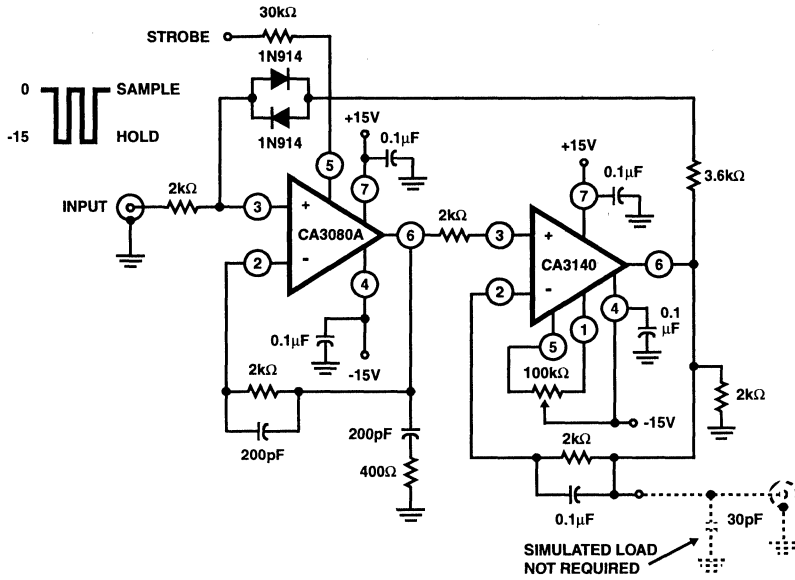 30kΩ
STROBE
1N914
0
SAMPLE
-15
HOLD
1N914
+15V
0.1µF
5
7
2kΩ
INPUT
3
+
CA3080A
6
2
-
4
0.1µF
-15V
2kΩ
200pF
200pF
400Ω
+15V
0.1µF
7
3.6kΩ
2kΩ
3
+
CA3140
6
2
-
4
0.1
µF
5
1
100kΩ
-15V
2kΩ
2kΩ
0.1µF
30pF
SIMULATED LOAD
NOT REQUIRED